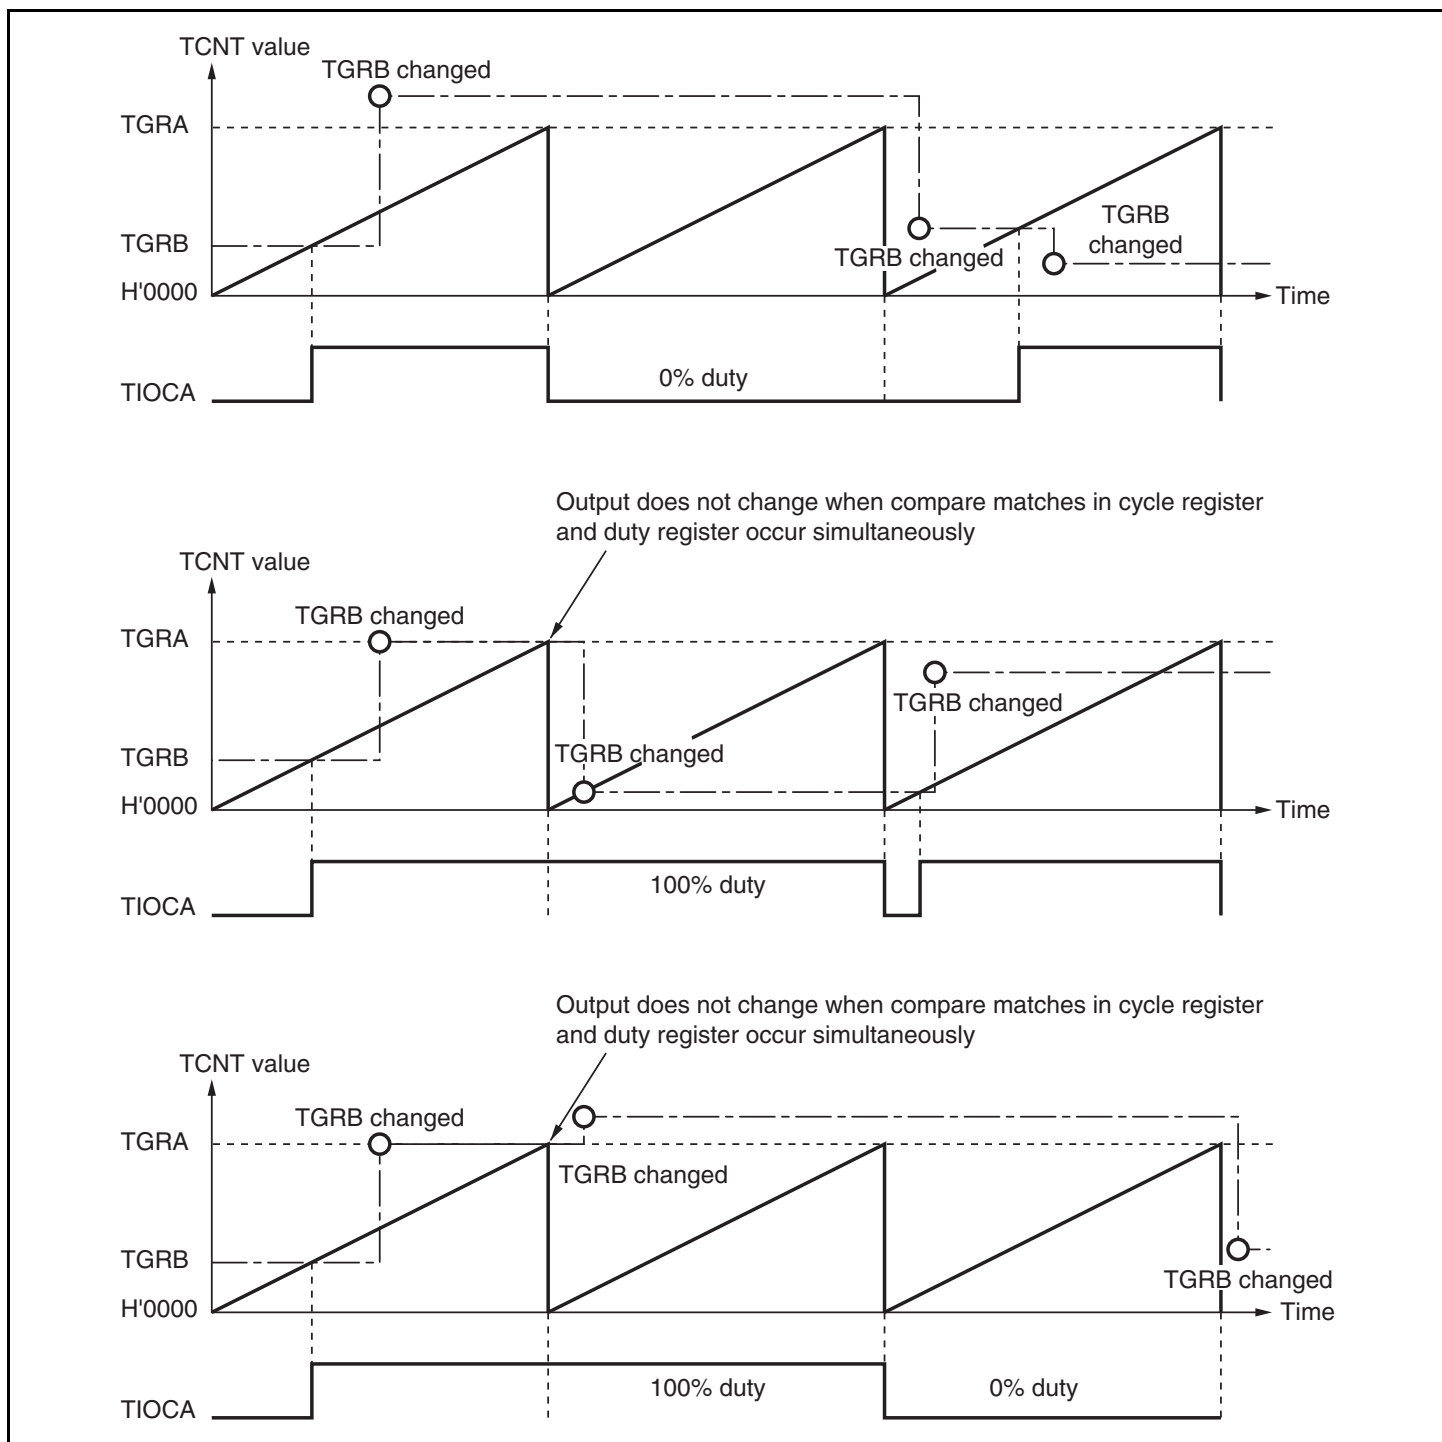 TCNT value
TGRB changed
TGRA
TGRB
changed
TGRB
TGRB changed
H'0000
Time
0% duty
TIOCA
Output does not change when compare matches in cycle register
and duty register occur simultaneously
TCNT value
TGRB changed
TGRA
TGRB changed
TGRB
TGRB changed
H'0000
Time
100% duty
TIOCA
Output does not change when compare matches in cycle register
and duty register occur simultaneously
TCNT value
TGRB changed
TGRA
TGRB changed
TGRB
TGRB changed
H'0000
Time
100% duty
0% duty
TIOCA